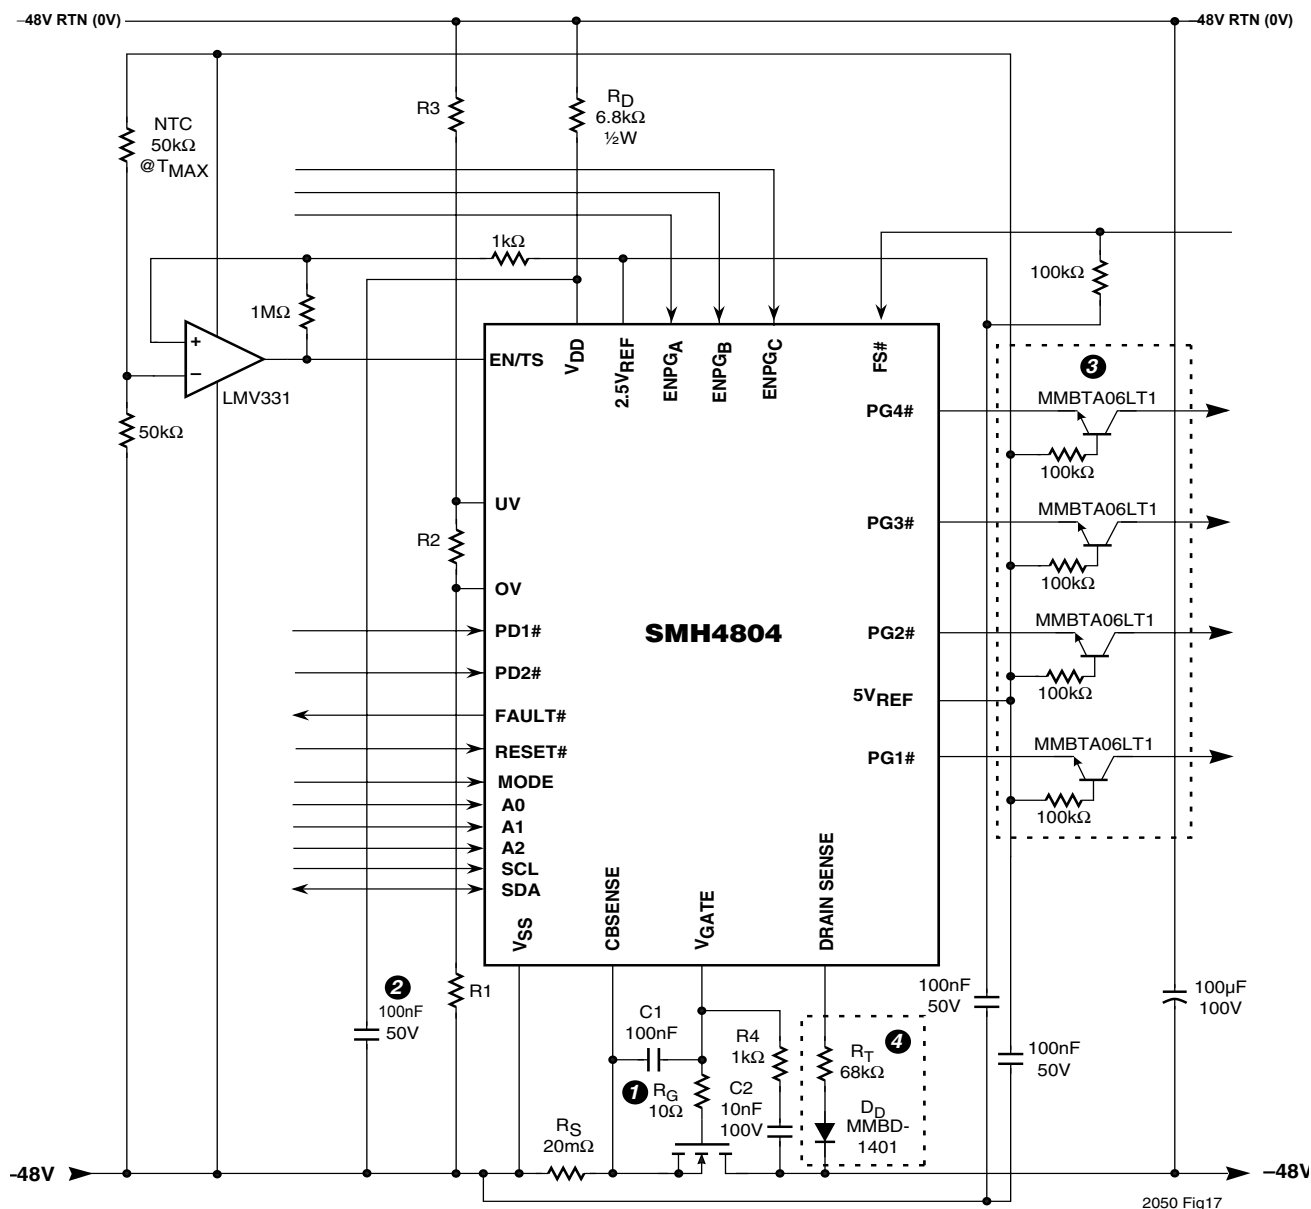 –48V RTN (0V)
–48V RTN (0V)
R3
RD
6.8kΩ
½W
NTC
50kΩ
@TMAX
1kΩ
100kΩ
1MΩ
+
–
LMV331
50kΩ
EN/TS
VDD
2.5VREF
ENPGA
ENPGB
ENPGC
FS#
❸
MMBTA06LT1
PG4#
100kΩ
UV
R2
OV
MMBTA06LT1
PG3#
100kΩ
PD1#
SMH4804
PG2#
MMBTA06LT1
100kΩ
PD2#
5VREF
FAULT#
RESET#
PG1#
MMBTA06LT1
100kΩ
MODE
A0
A1
A2
SCL
SDA
VSS
CBSENSE
VGATE
DRAIN SENSE
❷
100nF
50V
R1
C1
100nF
❶
RG
10Ω
R4
1kΩ
C2
10nF
100V
RT
68kΩ
❹
DD
MMBD-
1401
100nF
50V
100nF
50V
100µF
100V
RS
20mΩ
–48V
–48V
2050 Fig17